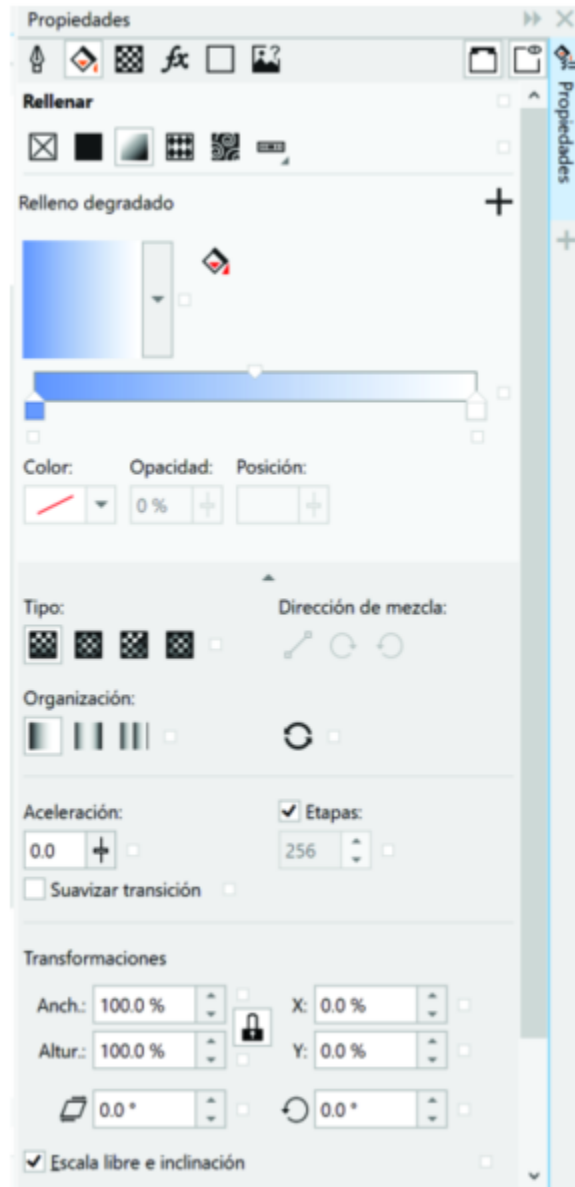 Propiedades
fx
?
Rellenar
Propiedades
Relleno degradado
Color: Opacidad: Posición:
0 %
Tipo: Dirección de mezcla:
Organización:
Aceleración: Etapas:
0.0 256
Suavizar transición
Transformaciones
Anch.: 100.0 % X: 0.0 %
Altur.: 100.0 % Y: 0.0 %
0.0 ° 0.0 °
Escala libre e inclinación